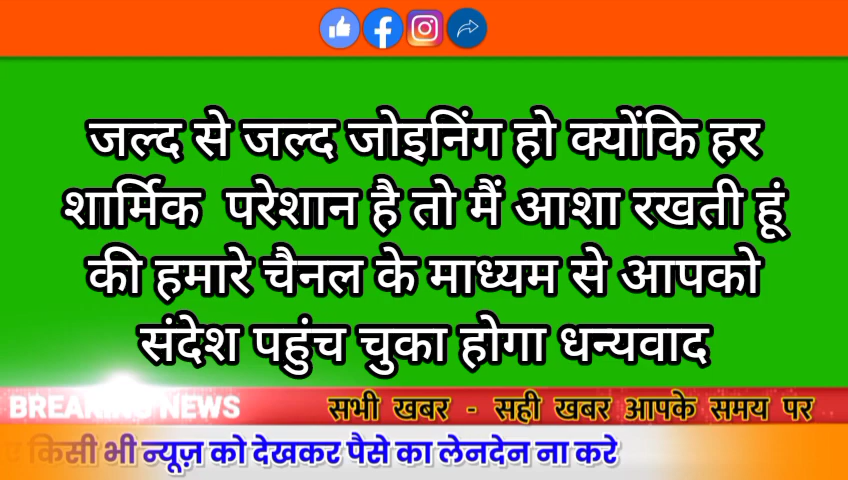 जल्द से जल्द जोइनिंग हो क्योंकि हर
शार्मिक परेशान है तो मैं आशा रखती हूं
की हमारे चैनल के माध्यम से आपको
संदेश पहुंच चुका होगा धन्यवाद
BREAKING NEWS
सभी खबर - सही खबर आपके समय पर
किसी भी न्यूज़ को देखकर पैसे का लेनदेन ना करे